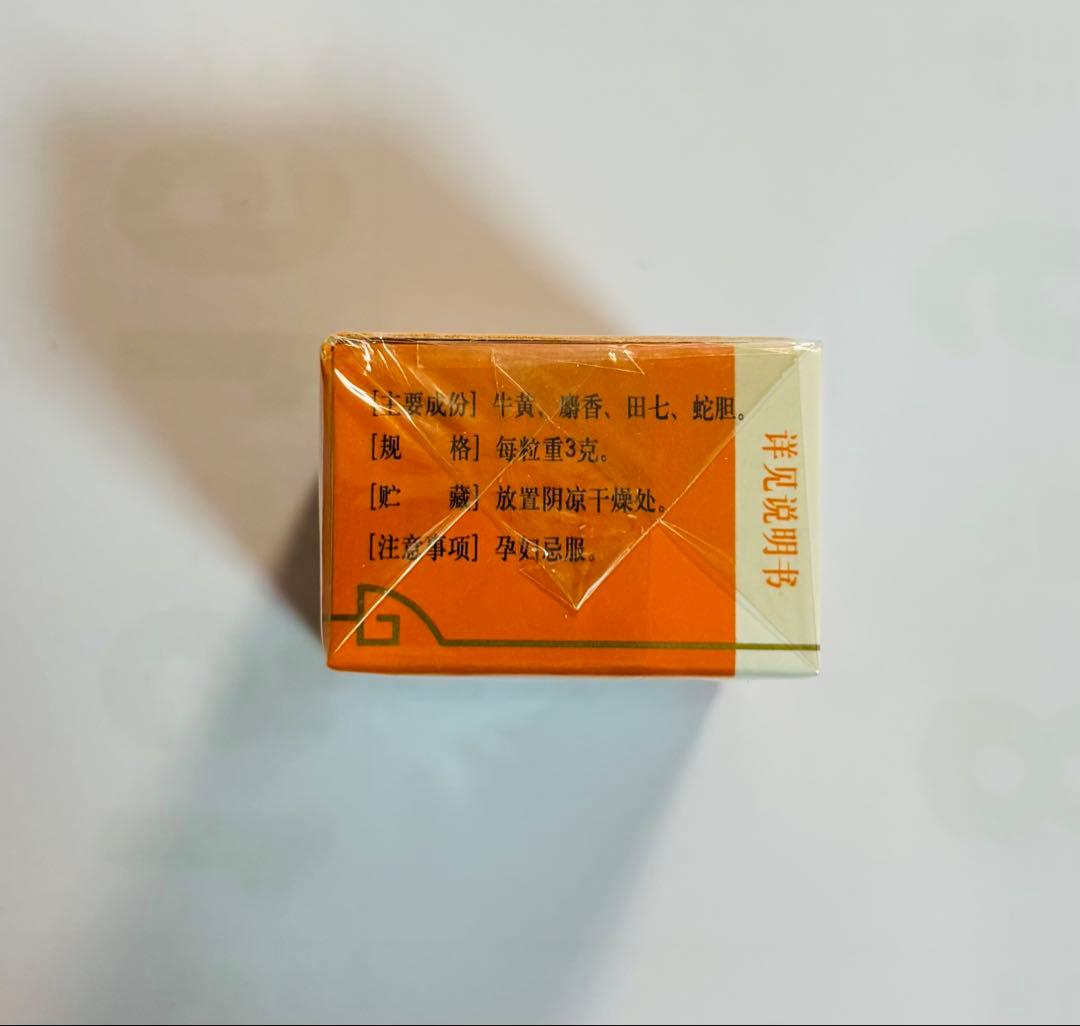 [主要成份] 牛黄、麝香、田七、蛇胆。
[规 格] 每粒重3克。
[贮 藏] 放置阴凉干燥处。
[注意事项] 孕妇忌服。
详见说明书